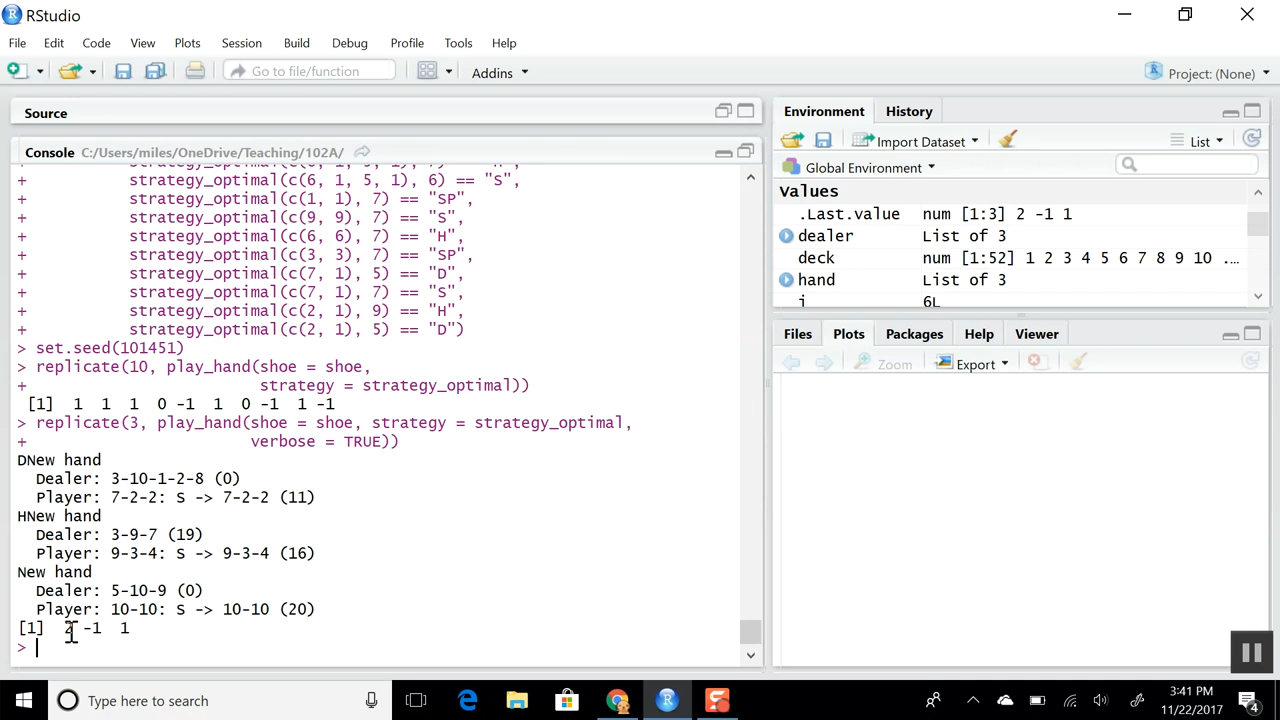 RStudio
File Edit Code View Plots Session Build Debug Profile Tools Help
Go to file/function Addins Project: (None)
Source
Console C:/Users/miles/OneDrive/Teaching/102A/
+ strategy_optimal(c(6, 1, 5, 1), 6) == "S",
+ strategy_optimal(c(1, 1), 7) == "SP",
+ strategy_optimal(c(9, 9), 7) == "S",
+ strategy_optimal(c(6, 6), 7) == "H",
+ strategy_optimal(c(3, 3), 7) == "SP",
+ strategy_optimal(c(7, 1), 5) == "D",
+ strategy_optimal(c(7, 1), 7) == "S",
+ strategy_optimal(c(2, 1), 9) == "H",
+ strategy_optimal(c(2, 1), 5) == "D")
> set.seed(101451)
> replicate(10, play_hand(shoe = shoe,
+ strategy = strategy_optimal))
[1] 1 1 1 0 -1 1 0 -1 1 -1
> replicate(3, play_hand(shoe = shoe, strategy = strategy_optimal,
+ verbose = TRUE))
DNew hand
Dealer: 3-10-1-2-8 (0)
Player: 7-2-2: S -> 7-2-2 (11)
HNew hand
Dealer: 3-9-7 (19)
Player: 9-3-4: S -> 9-3-4 (16)
New hand
Dealer: 5-10-9 (0)
Player: 10-10: S -> 10-10 (20)
[1] 2 -1 1
>
Environment History
Import Dataset List
Global Environment
Values
.Last.value num [1:3] 2 -1 1
dealer List of 3
deck num [1:52] 1 2 3 4 5 6 7 8 9 10 ...
hand List of 3
i 6L
Files Plots Packages Help Viewer
Zoom Export
Type here to search
3:41 PM
11/22/2017
4